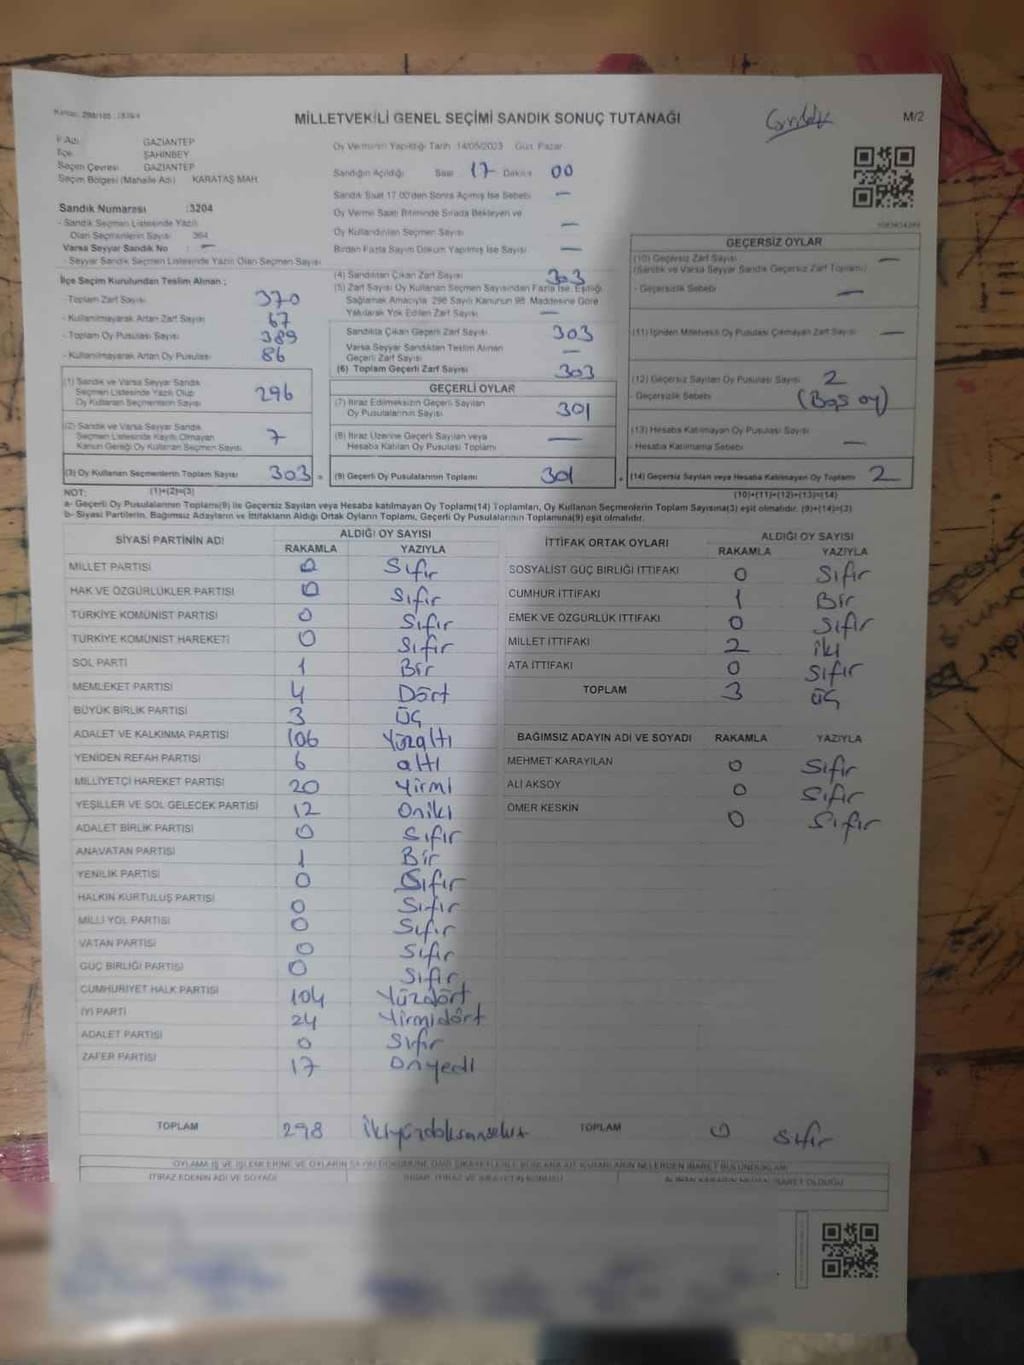 MİLLETVEKİLİ GENEL SEÇİMİ SANDIK SONUÇ TUTANAĞI
M/2
İl Adı: GAZİANTEP
İlçe: ŞAHİNBEY
Seçim Çevresi: GAZİANTEP
Seçim Bölgesi (Mahalle Adı) KARATAŞ MAH.
Oy Vermenin Yapıldığı Tarih: 14/05/2023 Gün: Pazar
Sandığın Açıldığı Saat 17 Dakika 00
Sandık Saat 17.00'den Sonra Açılmış İse Sebebi —
Oy Verme Saati Bitiminde Sırada Bekleyen ve
Oy Kullandırılan Seçmen Sayısı —
Birden Fazla Sayım Döküm Yapılmış İse Sayısı —
Sandık Numarası :3204
- Sandık Seçmen Listesinde Yazılı
Olan Seçmenlerin Sayısı 364
Varsa Seyyar Sandık No : —
- Seyyar Sandık Seçmen Listesinde Yazılı Olan Seçmen Sayısı
İlçe Seçim Kurulundan Teslim Alınan ;
- Toplam Zarf Sayısı 370
- Kullanılmayarak Artan Zarf Sayısı 67
- Toplam Oy Pusulası Sayısı 389
- Kullanılmayarak Artan Oy Pusulası 86
(1) Sandık ve Varsa Seyyar Sandık
Seçmen Listesinde Yazılı Olup
Oy Kullanan Seçmenlerin Sayısı 296
(2) Sandık ve Varsa Seyyar Sandık
Seçmen Listesinde Kayıtlı Olmayan
Kanun Gereği Oy Kullanan Seçmen Sayısı 7
(3) Oy Kullanan Seçmenlerin Toplam Sayısı 303
(1)+(2)=(3)
(4) Sandıktan Çıkan Zarf Sayısı 303
(5) Zarf Sayısı Oy Kullanan Seçmen Sayısından Fazla İse, Eşitliği
Sağlamak Amacıyla 298 Sayılı Kanunun 98. Maddesine Göre
Yakılarak Yok Edilen Zarf Sayısı —
Sandıkta Çıkan Geçerli Zarf Sayısı 303
Varsa Seyyar Sandıktan Teslim Alınan
Geçerli Zarf Sayısı —
(6) Toplam Geçerli Zarf Sayısı 303
GEÇERLİ OYLAR
(7) İtiraz Edilmeksizin Geçerli Sayılan
Oy Pusulalarının Sayısı 301
(8) İtiraz Üzerine Geçerli Sayılan veya
Hesaba Katılan Oy Pusulası Toplamı —
(9) Geçerli Oy Pusulalarının Toplamı 301
GEÇERSİZ OYLAR
(10) Geçersiz Zarf Sayısı —
(Sandık ve Varsa Seyyar Sandık Geçersiz Zarf Toplamı)
- Geçersizlik Sebebi —
(11) İçinden Milletvekili Oy Pusulası Çıkmayan Zarf Sayısı —
(12) Geçersiz Sayılan Oy Pusulası Sayısı 2
- Geçersizlik Sebebi (Boş oy)
(13) Hesaba Katılmayan Oy Pusulası Sayısı
- Hesaba Katılmama Sebebi —
(14) Geçersiz Sayılan veya Hesaba Katılmayan Oy Toplamı 2
(10)+(11)+(12)+(13)=(14)
NOT:
a- Geçerli Oy Pusulalarının Toplamı(9) ile Geçersiz Sayılan veya Hesaba katılmayan Oy Toplamı(14) Toplamları, Oy Kullanan Seçmenlerin Toplam Sayısına(3) eşit olmalıdır. (9)+(14)=(3)
b- Siyasi Partilerin, Bağımsız Adayların ve İttifakların Aldığı Oyların Toplamı, Geçerli Oy Pusulalarının Toplamına(9) eşit olmalıdır.
SİYASİ PARTİNİN ADI ALDIĞI OY SAYISI
RAKAMLA YAZIYLA
MİLLET PARTİSİ 0 Sıfır
HAK VE ÖZGÜRLÜKLER PARTİSİ 0 Sıfır
TÜRKİYE KOMÜNİST PARTİSİ 0 Sıfır
TÜRKİYE KOMÜNİST HAREKETİ 0 Sıfır
SOL PARTİ 1 Bir
MEMLEKET PARTİSİ 4 Dört
BÜYÜK BİRLİK PARTİSİ 3 Üç
ADALET VE KALKINMA PARTİSİ 106 Yüzaltı
YENİDEN REFAH PARTİSİ 6 altı
MİLLİYETÇİ HAREKET PARTİSİ 20 Yirmi
YEŞİLLER VE SOL GELECEK PARTİSİ 12 Oniki
ADALET BİRLİK PARTİSİ 0 Sıfır
ANAVATAN PARTİSİ 1 Bir
YENİLİK PARTİSİ 0 Sıfır
HALKIN KURTULUŞ PARTİSİ 0 Sıfır
MİLLİ YOL PARTİSİ 0 Sıfır
VATAN PARTİSİ 0 Sıfır
GÜÇ BİRLİĞİ PARTİSİ 0 Sıfır
CUMHURİYET HALK PARTİSİ 104 Yüzdört
İYİ PARTİ 24 Yirmidört
ADALET PARTİSİ 0 Sıfır
ZAFER PARTİSİ 17 Onyedi
TOPLAM 298 İkiyüzdoksansekiz
İTTİFAK ORTAK OYLARI ALDIĞI OY SAYISI
RAKAMLA YAZIYLA
SOSYALİST GÜÇ BİRLİĞİ İTTİFAKI 0 Sıfır
CUMHUR İTTİFAKI 1 Bir
EMEK VE ÖZGÜRLÜK İTTİFAKI 0 Sıfır
MİLLET İTTİFAKI 2 iki
ATA İTTİFAKI 0 Sıfır
TOPLAM 3 üç
BAĞIMSIZ ADAYIN ADI VE SOYADI RAKAMLA YAZIYLA
MEHMET KARAYILAN 0 Sıfır
ALİ AKSOY 0 Sıfır
ÖMER KESKİN 0 Sıfır
TOPLAM 0 Sıfır
İTİRAZ EDENİN ADI VE SOYADI